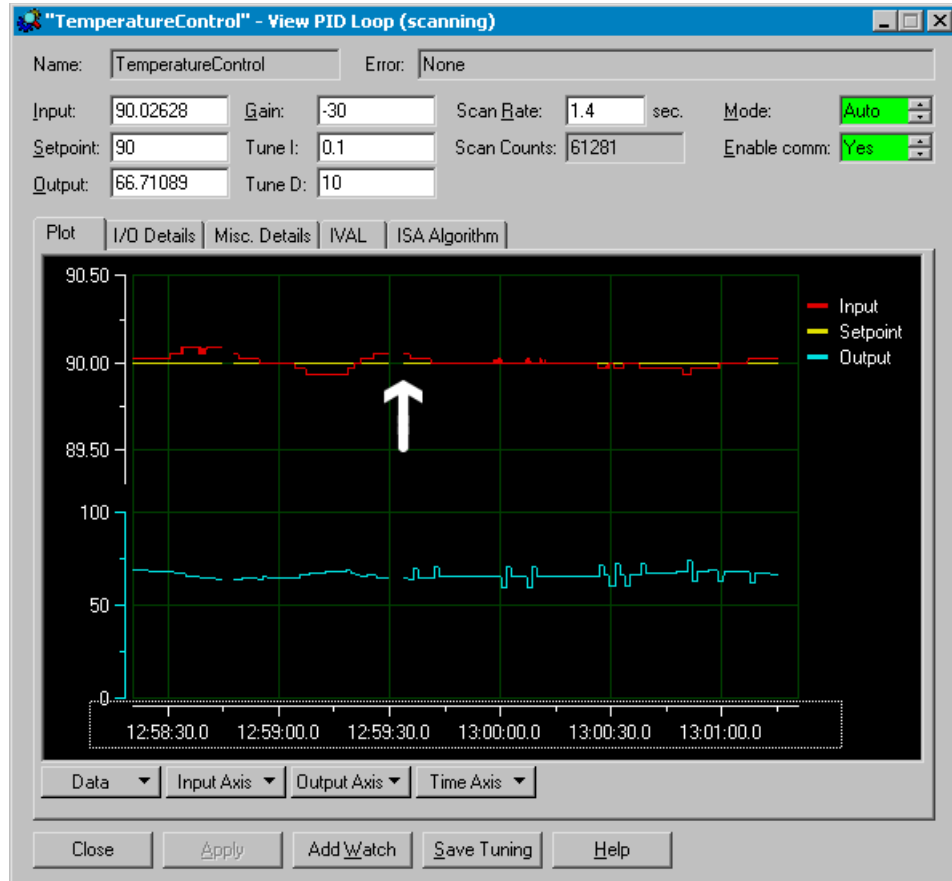 "TemperatureControl" - View PID Loop (scanning)
Name: TemperatureControl Error: None
Input: 90.02628 Gain: -30 Scan Rate: 1.4 sec. Mode: Auto
Setpoint: 90 Tune I: 0.1 Scan Counts: 61281 Enable comm: Yes
Output: 66.71089 Tune D: 10
Plot I/O Details Misc. Details IVAL ISA Algorithm
90.50
Input
Setpoint
90.00 Output
89.50
100
50
0
12:58:30.0 12:59:00.0 12:59:30.0 13:00:00.0 13:00:30.0 13:01:00.0
Data Input Axis Output Axis Time Axis
Close Apply Add Watch Save Tuning Help